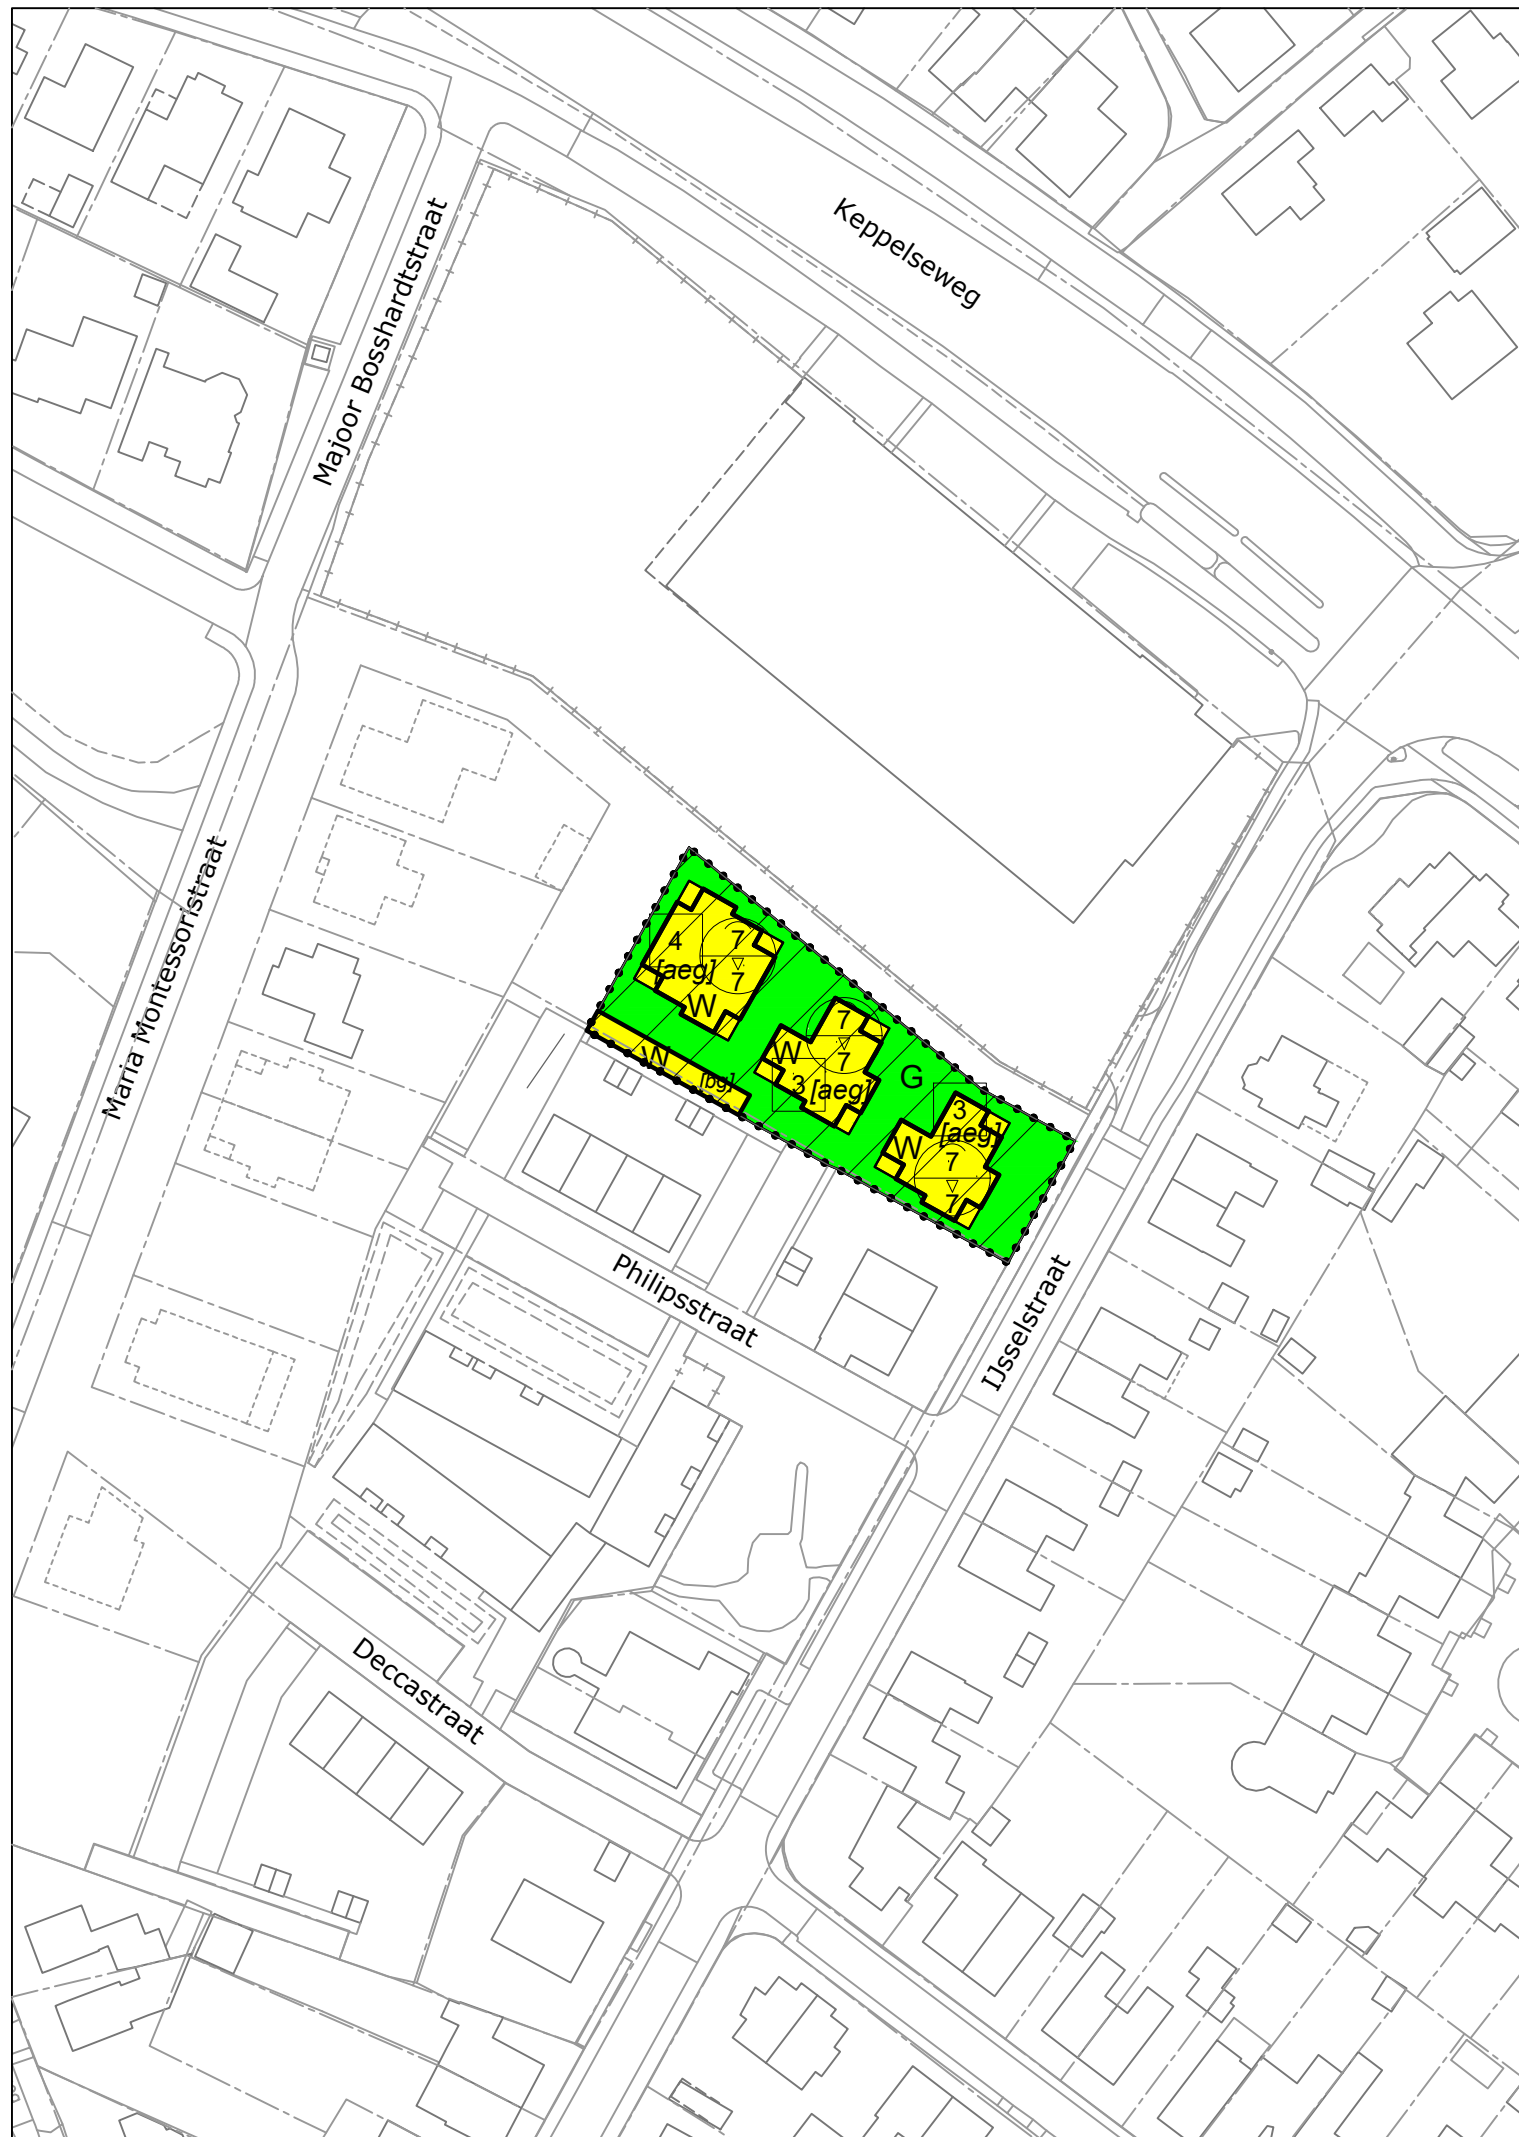 Keppelseweg
Majoor Bosshardtstraat
Maria Montessoristraat
4
7
[aeg]
7
W
7
W
7
3
[aeg]
G
W
[bg]
3
[aeg]
W
7
7
Philipsstraat
IJsselstraat
Deccastraat